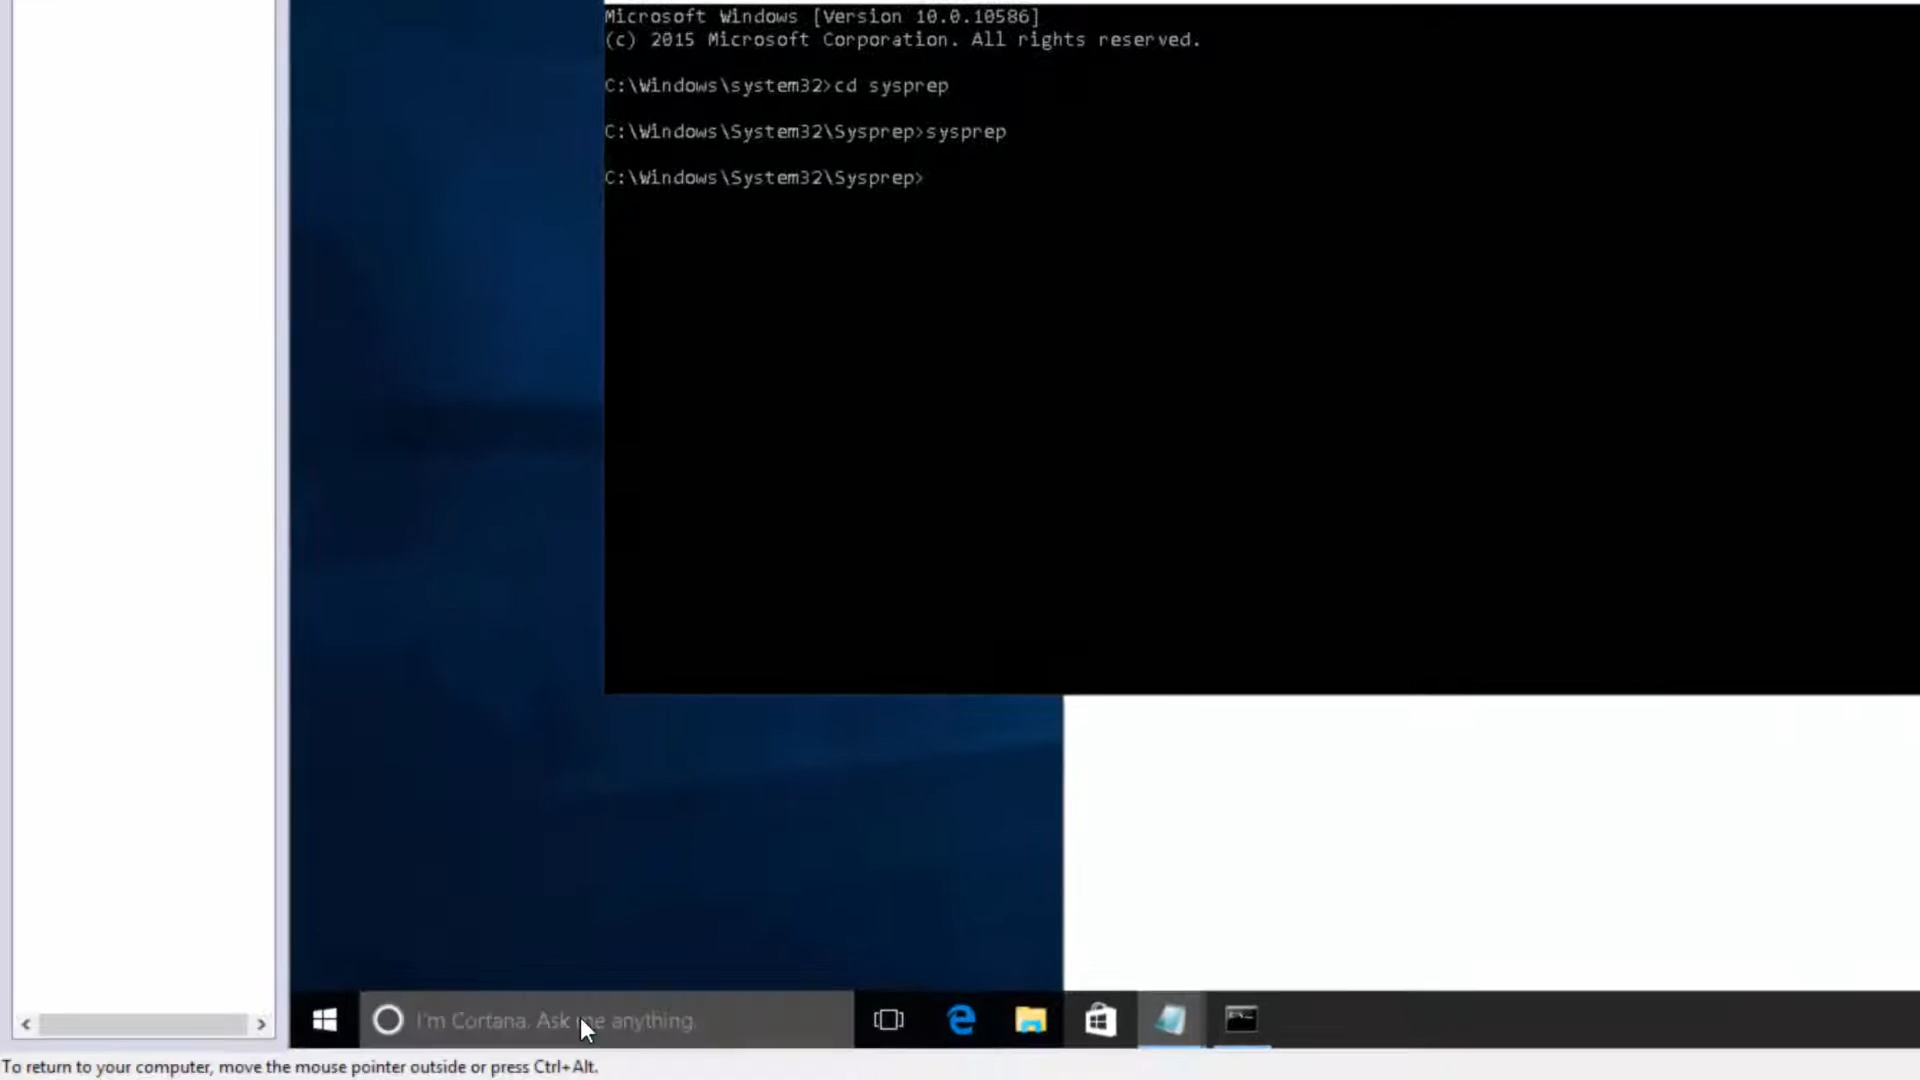 Microsoft Windows [Version 10.0.10586]
(c) 2015 Microsoft Corporation. All rights reserved.
C:\Windows\system32>cd sysprep
C:\Windows\System32\Sysprep>sysprep
C:\Windows\System32\Sysprep>
I'm Cortana. Ask me anything.
To return to your computer, move the mouse pointer outside or press Ctrl+Alt.